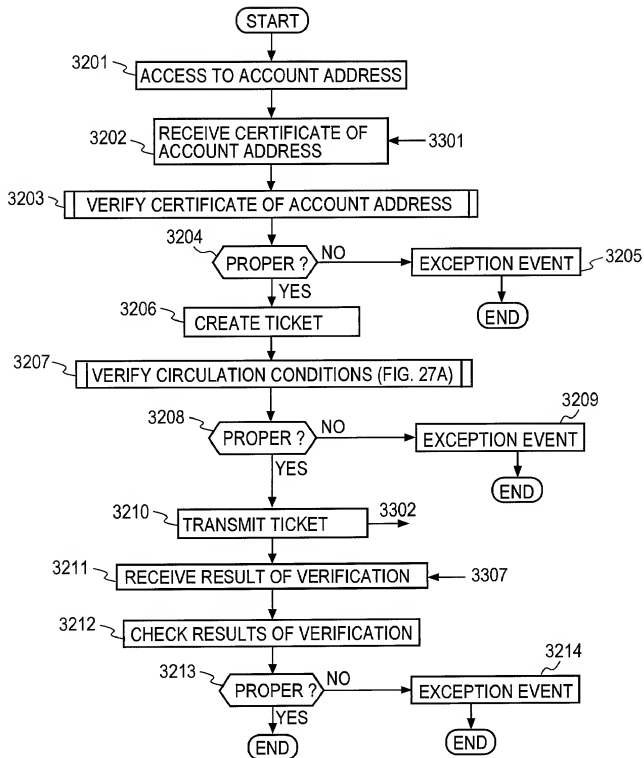 START
3201
ACCESS TO ACCOUNT ADDRESS
3202
RECEIVE CERTIFICATE OF
ACCOUNT ADDRESS
3301
3203
VERIFY CERTIFICATE OF ACCOUNT ADDRESS
3204
PROPER ?
NO
EXCEPTION EVENT
3205
YES
END
3206
CREATE TICKET
3207
VERIFY CIRCULATION CONDITIONS (FIG. 27A)
3208
PROPER ?
NO
EXCEPTION EVENT
3209
YES
END
3210
TRANSMIT TICKET
3302
3211
RECEIVE RESULT OF VERIFICATION
3307
3212
CHECK RESULTS OF VERIFICATION
3213
PROPER ?
NO
EXCEPTION EVENT
3214
YES
END
END